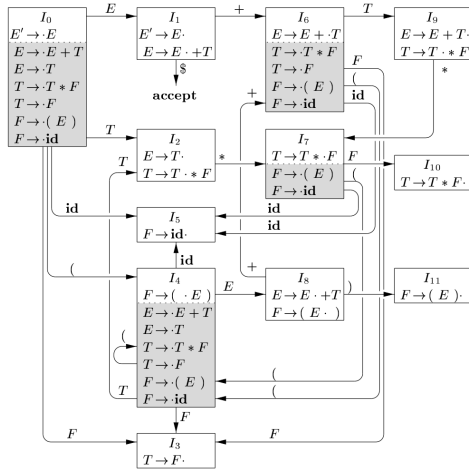 I₀
E′ → ·E
E → ·E + T
E → ·T
T → ·T * F
T → ·F
F → ·( E )
F → ·id
E
I₁
E′ → E·
E → E · +T
$
accept
+
I₆
E → E + ·T
T → ·T * F
T → ·F
F → ·( E )
F → ·id
T
F
(
id
I₉
E → E + T·
T → T · * F
*
T
T
I₂
E → T·
T → T · * F
*
+
I₇
T → T * ·F
F → ·( E )
F → ·id
F
(
I₁₀
T → T * F·
id
I₅
F → id·
id
id
id
(
I₄
F → ( · E )
E → ·E + T
E → ·T
T → ·T * F
T → ·F
F → ·( E )
F → ·id
(
T
E
+
I₈
E → E · +T
F → ( E · )
)
I₁₁
F → ( E )·
(
(
F
F
I₃
T → F·
F